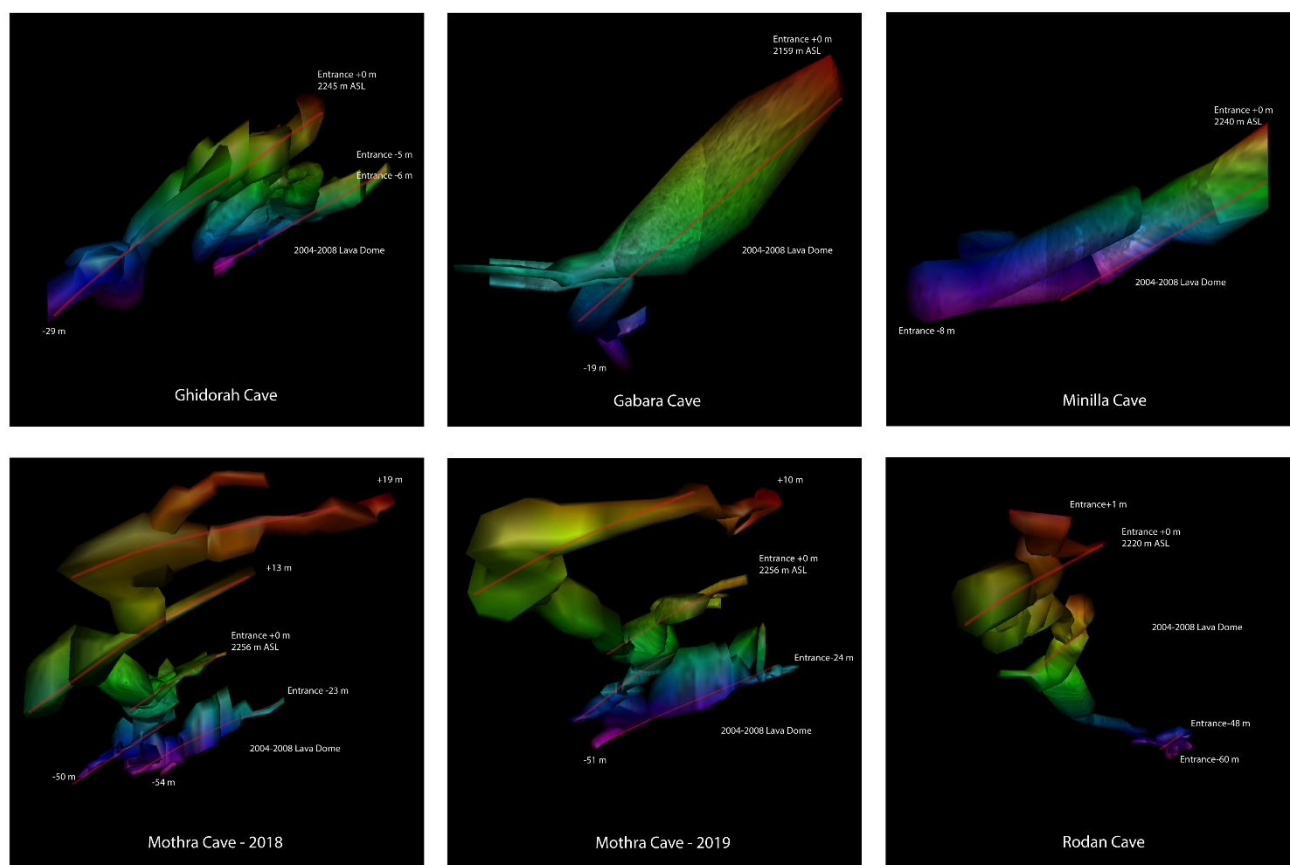 Entrance +0 m
2245 m ASL
Entrance -5 m
Entrance -6 m
2004-2008 Lava Dome
-29 m
Ghidorah Cave
Entrance +0 m
2159 m ASL
2004-2008 Lava Dome
-19 m
Gabara Cave
Entrance +0 m
2240 m ASL
2004-2008 Lava Dome
Entrance -8 m
Minilla Cave
+19 m
+13 m
Entrance +0 m
2256 m ASL
Entrance -23 m
2004-2008 Lava Dome
-50 m
-54 m
Mothra Cave - 2018
+10 m
Entrance +0 m
2256 m ASL
Entrance-24 m
2004-2008 Lava Dome
-51 m
Mothra Cave - 2019
Entrance+1 m
Entrance +0 m
2220 m ASL
2004-2008 Lava Dome
Entrance-48 m
Entrance-60 m
Rodan Cave